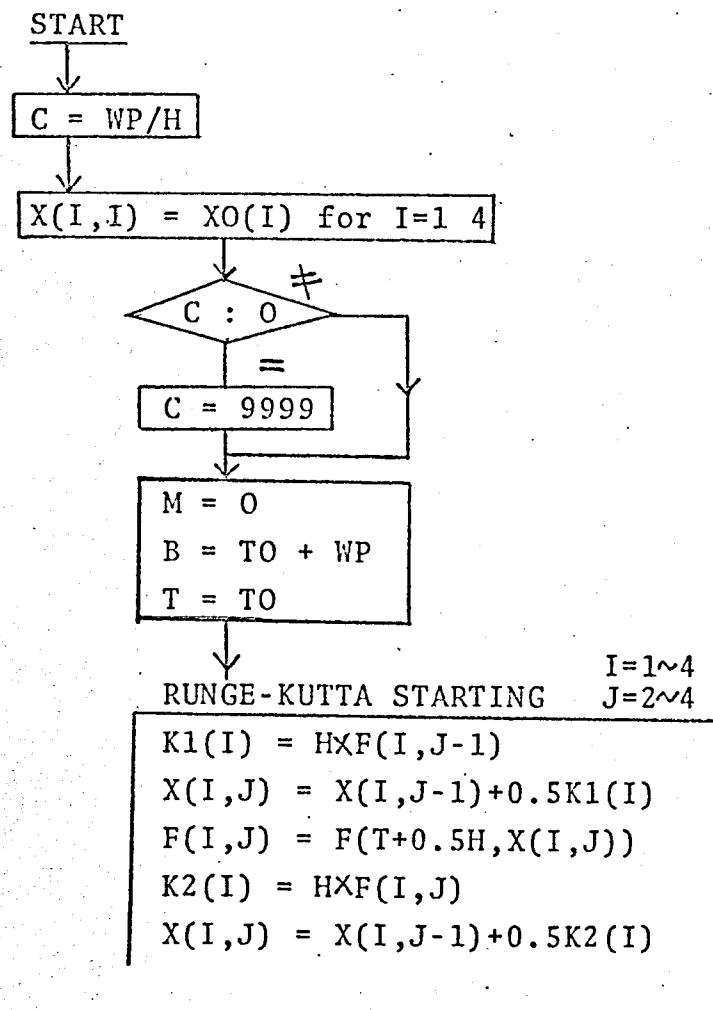 START
C = WP/H
X(I,I) = XO(I) for I=1 4
≠
C : O
=
C = 9999
M = O
B = TO + WP
T = TO
I=1~4
RUNGE-KUTTA STARTING J=2~4
K1(I) = H×F(I,J-1)
X(I,J) = X(I,J-1)+0.5K1(I)
F(I,J) = F(T+0.5H,X(I,J))
K2(I) = H×F(I,J)
X(I,J) = X(I,J-1)+0.5K2(I)